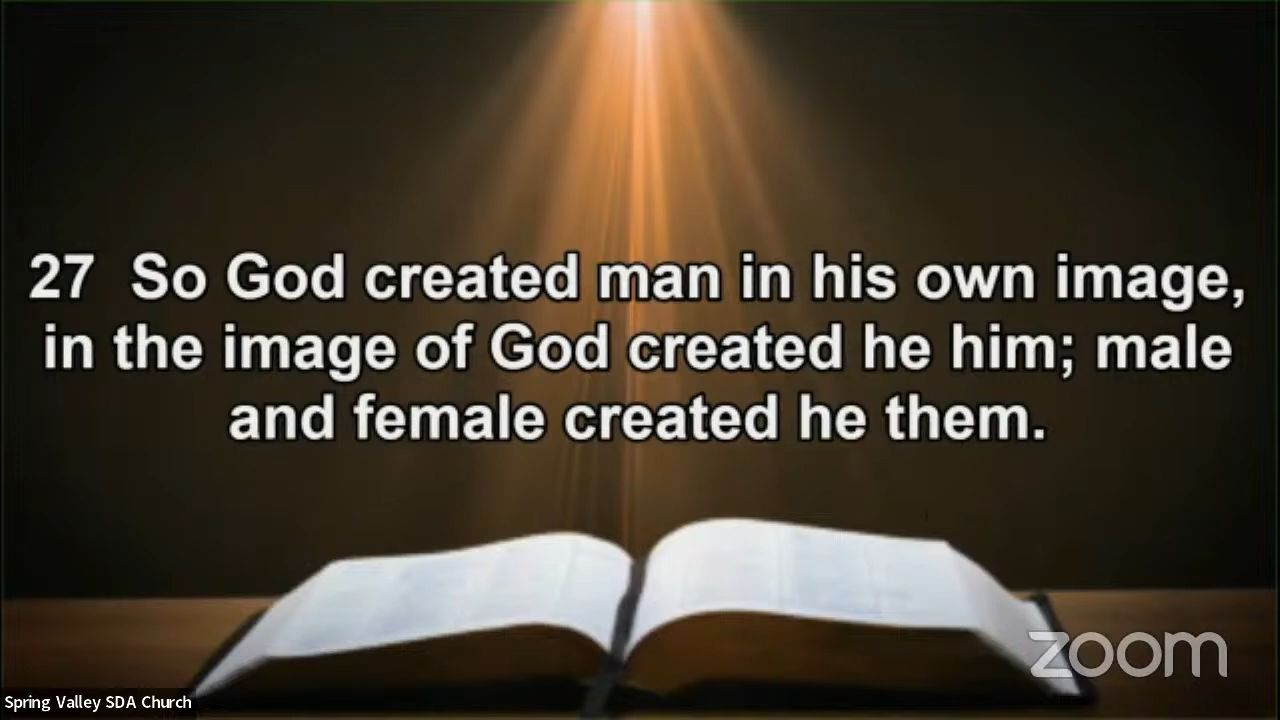 27 So God created man in his own image,
in the image of God created he him; male
and female created he them.
zoom
Spring Valley SDA Church